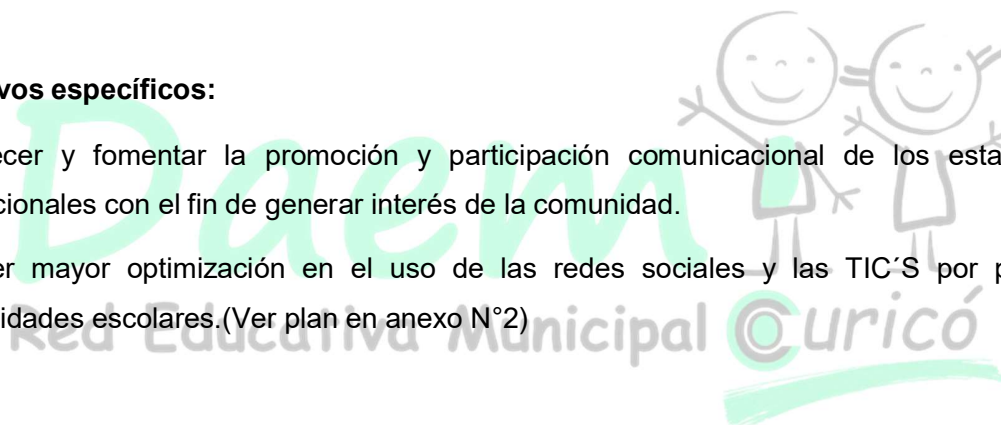 vos específicos:
ecer y fomentar la promoción y participación comunicacional de los esta
cionales con el fin de generar interés de la comunidad.
er mayor optimización en el uso de las redes sociales y las TIC´S por p
idades escolares.(Ver plan en anexo N°2)
Daem
Red Educativa Municipal Curicó